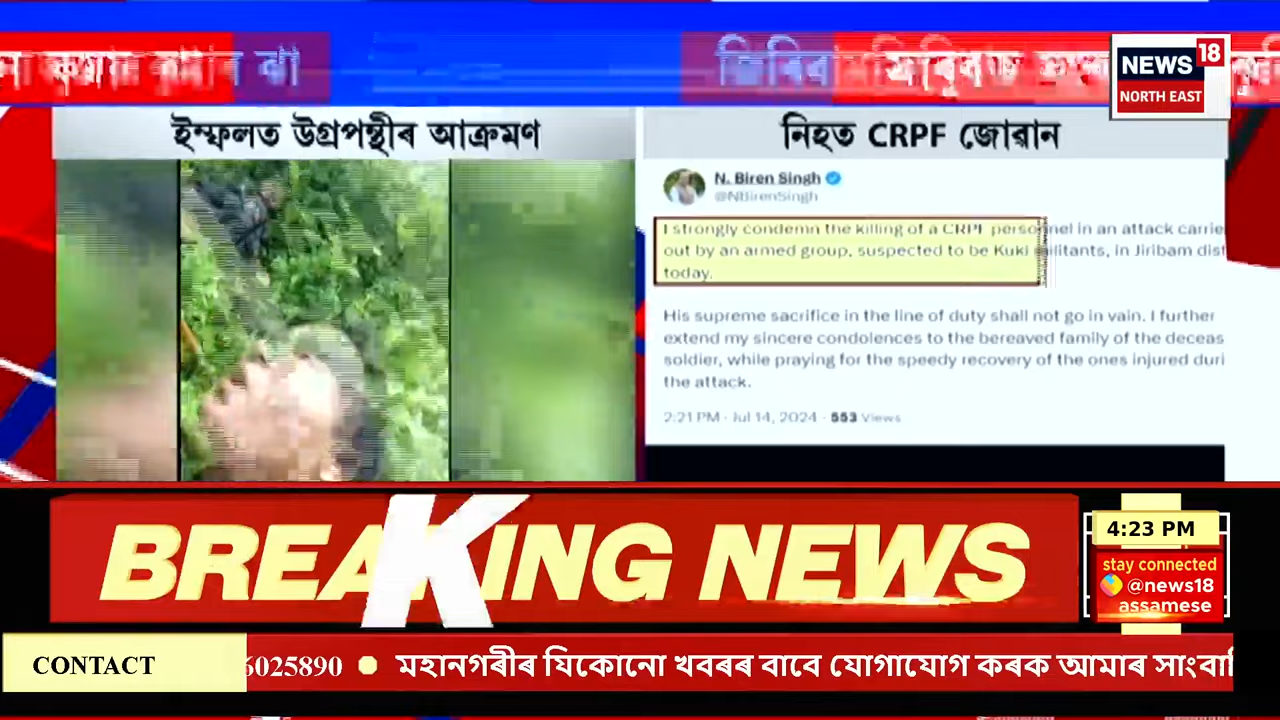 NEWS 18
NORTH EAST
ইম্ফলত উগ্ৰপন্থীৰ আক্ৰমণ
নিহত CRPF জোৱান
N. Biren Singh
@NBirenSingh
I strongly condemn the killing of a CRPF personnel in an attack carrie
out by an armed group, suspected to be Kuki militants, in Jiribam dist
today.
His supreme sacrifice in the line of duty shall not go in vain. I further
extend my sincere condolences to the bereaved family of the deceas
soldier, while praying for the speedy recovery of the ones injured duri
the attack.
2:21 PM · Jul 14, 2024 · 553 Views
BREAKING NEWS
4:23 PM
stay connected
@news18
assamese
CONTACT
6025890 ● মহানগৰীৰ যিকোনো খবৰৰ বাবে যোগাযোগ কৰক আমাৰ সাংবাদি